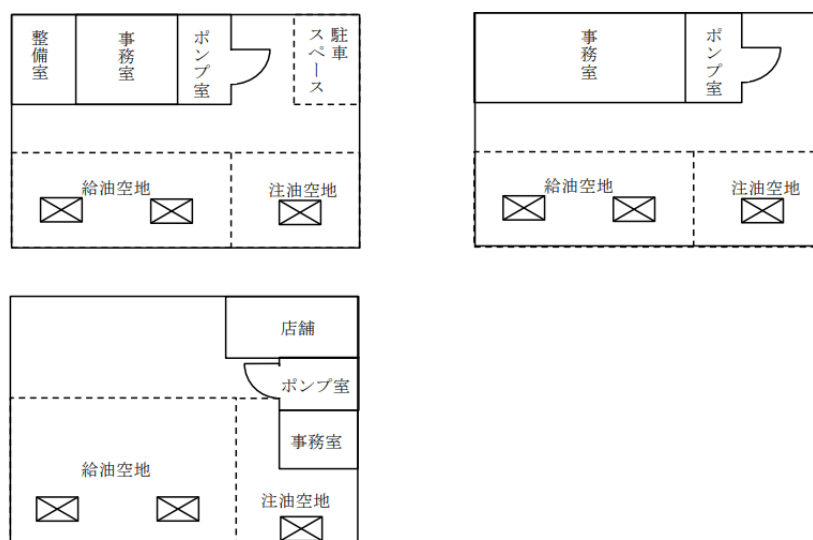 整備室
事務室
ポンプ室
駐車
スペース
給油空地
注油空地
事務室
ポンプ室
給油空地
注油空地
店舗
ポンプ室
事務室
給油空地
注油空地